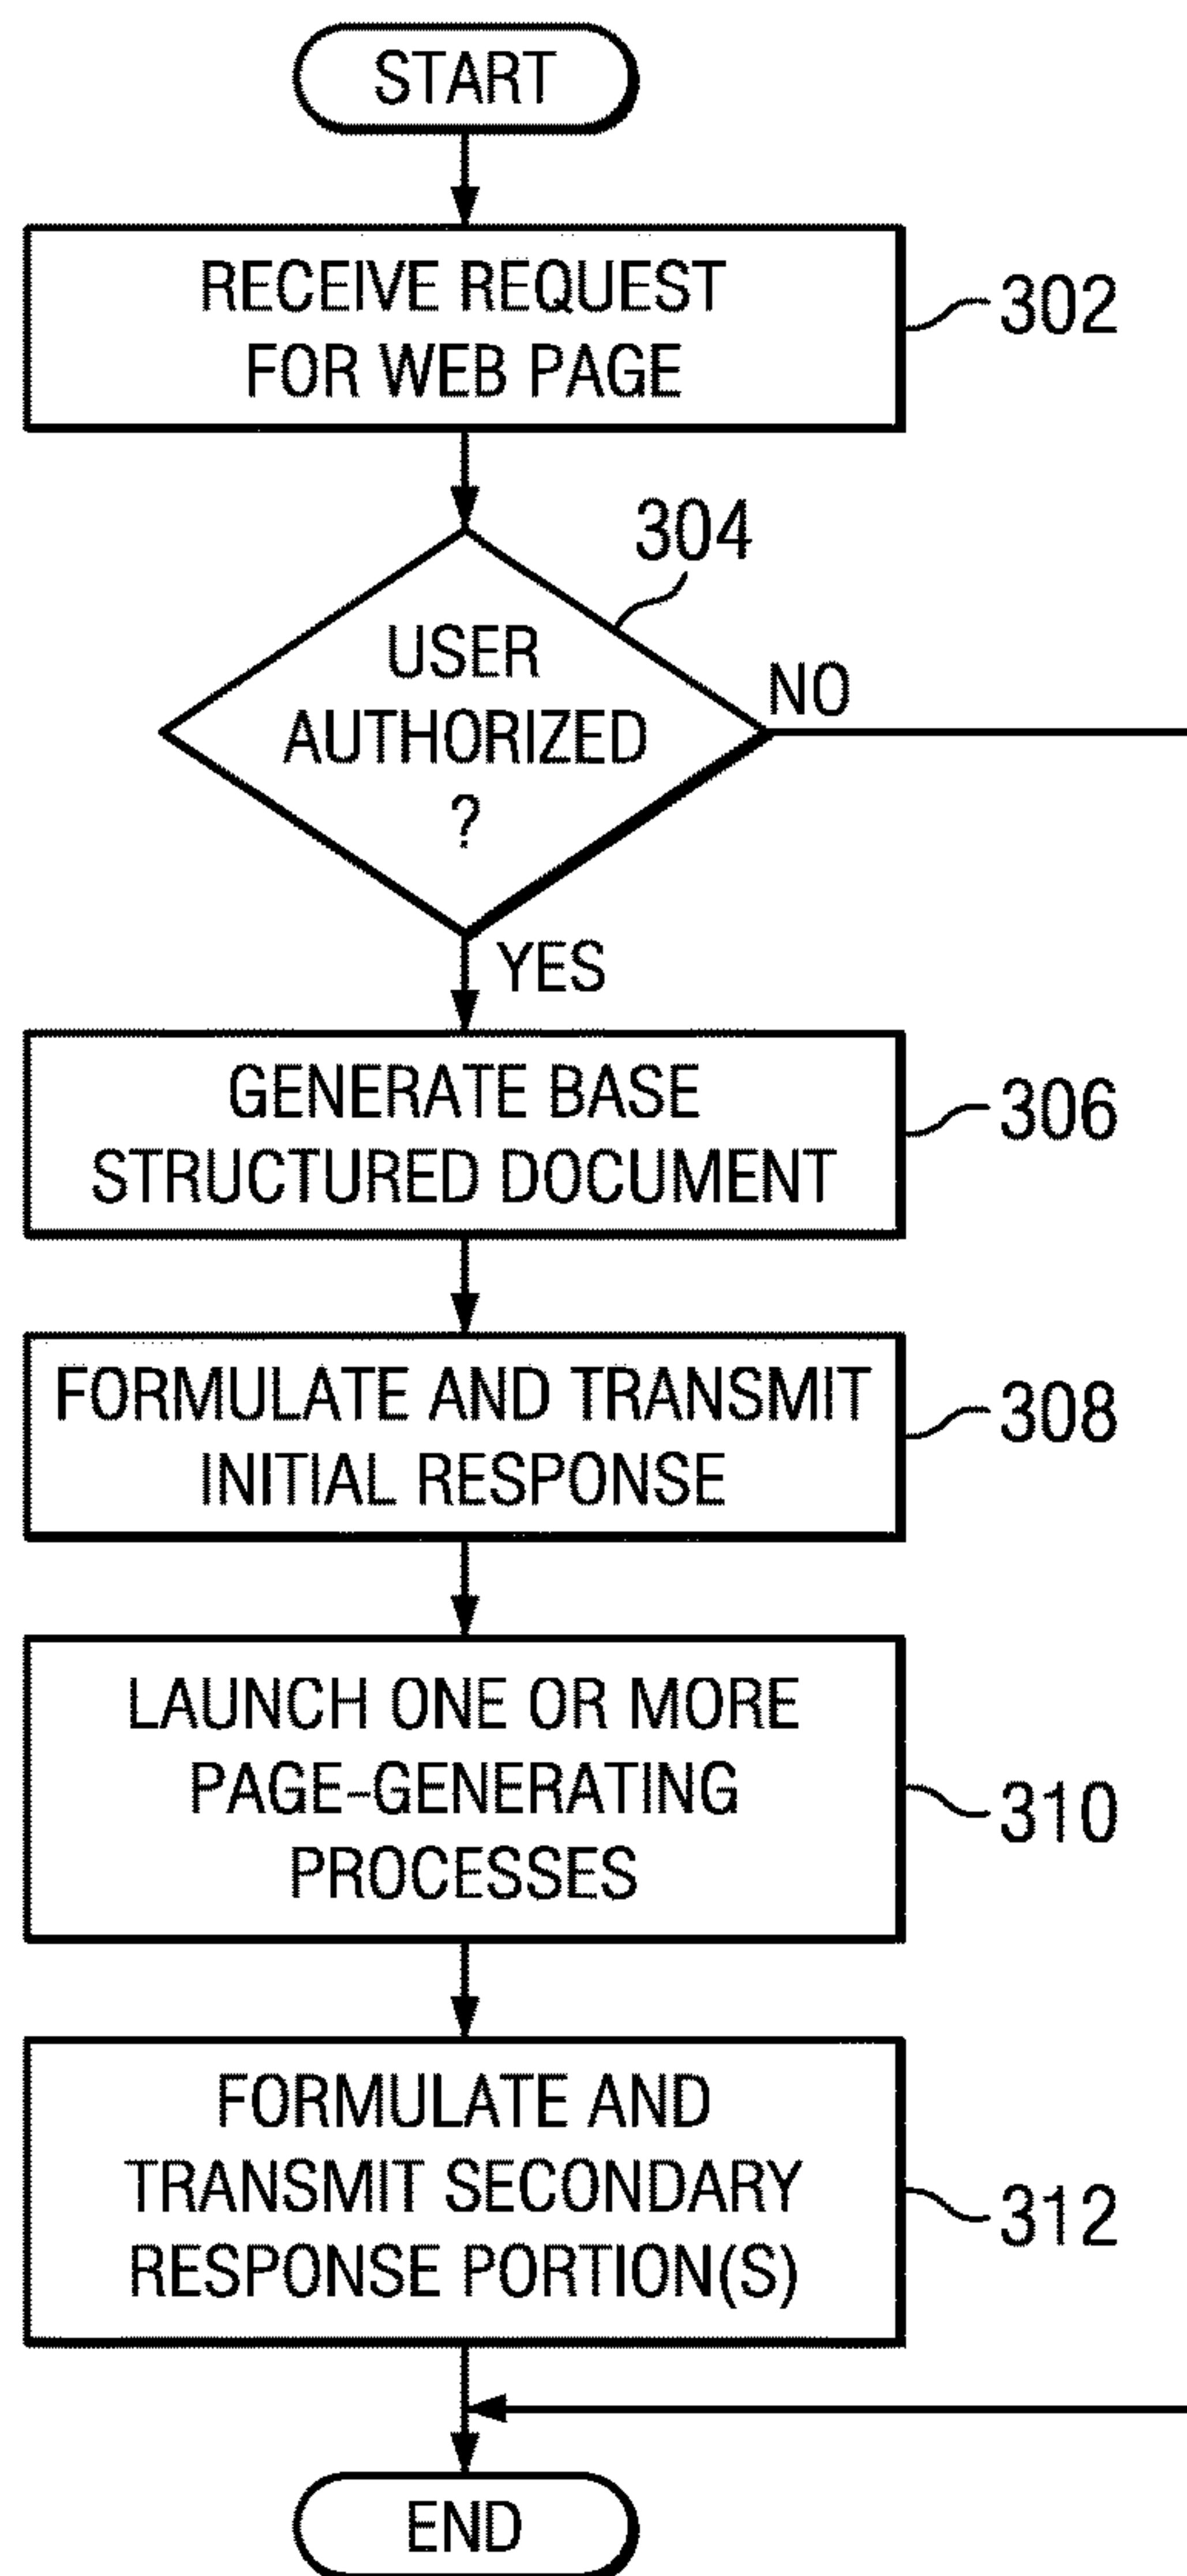 START
RECEIVE REQUEST
FOR WEB PAGE
302
304
USER
AUTHORIZED
?
NO
YES
GENERATE BASE
STRUCTURED DOCUMENT
306
FORMULATE AND TRANSMIT
INITIAL RESPONSE
308
LAUNCH ONE OR MORE
PAGE-GENERATING
PROCESSES
310
FORMULATE AND
TRANSMIT SECONDARY
RESPONSE PORTION(S)
312
END